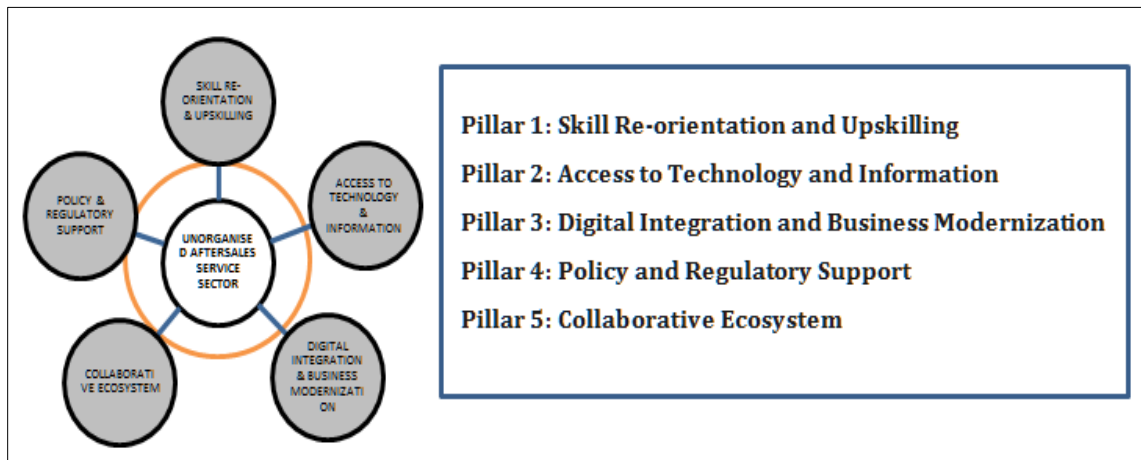 SKILL RE-
ORIENTATION
& UPSKILLING
ACCESS TO
TECHNOLOGY
&
INFORMATION
DIGITAL
INTEGRATION
& BUSINESS
MODERNIZATI
ON
COLLABORATI
VE ECOSYSTEM
POLICY &
REGULATORY
SUPPORT
UNORGANISE
D AFTERSALES
SERVICE
SECTOR
Pillar 1: Skill Re-orientation and Upskilling
Pillar 2: Access to Technology and Information
Pillar 3: Digital Integration and Business Modernization
Pillar 4: Policy and Regulatory Support
Pillar 5: Collaborative Ecosystem